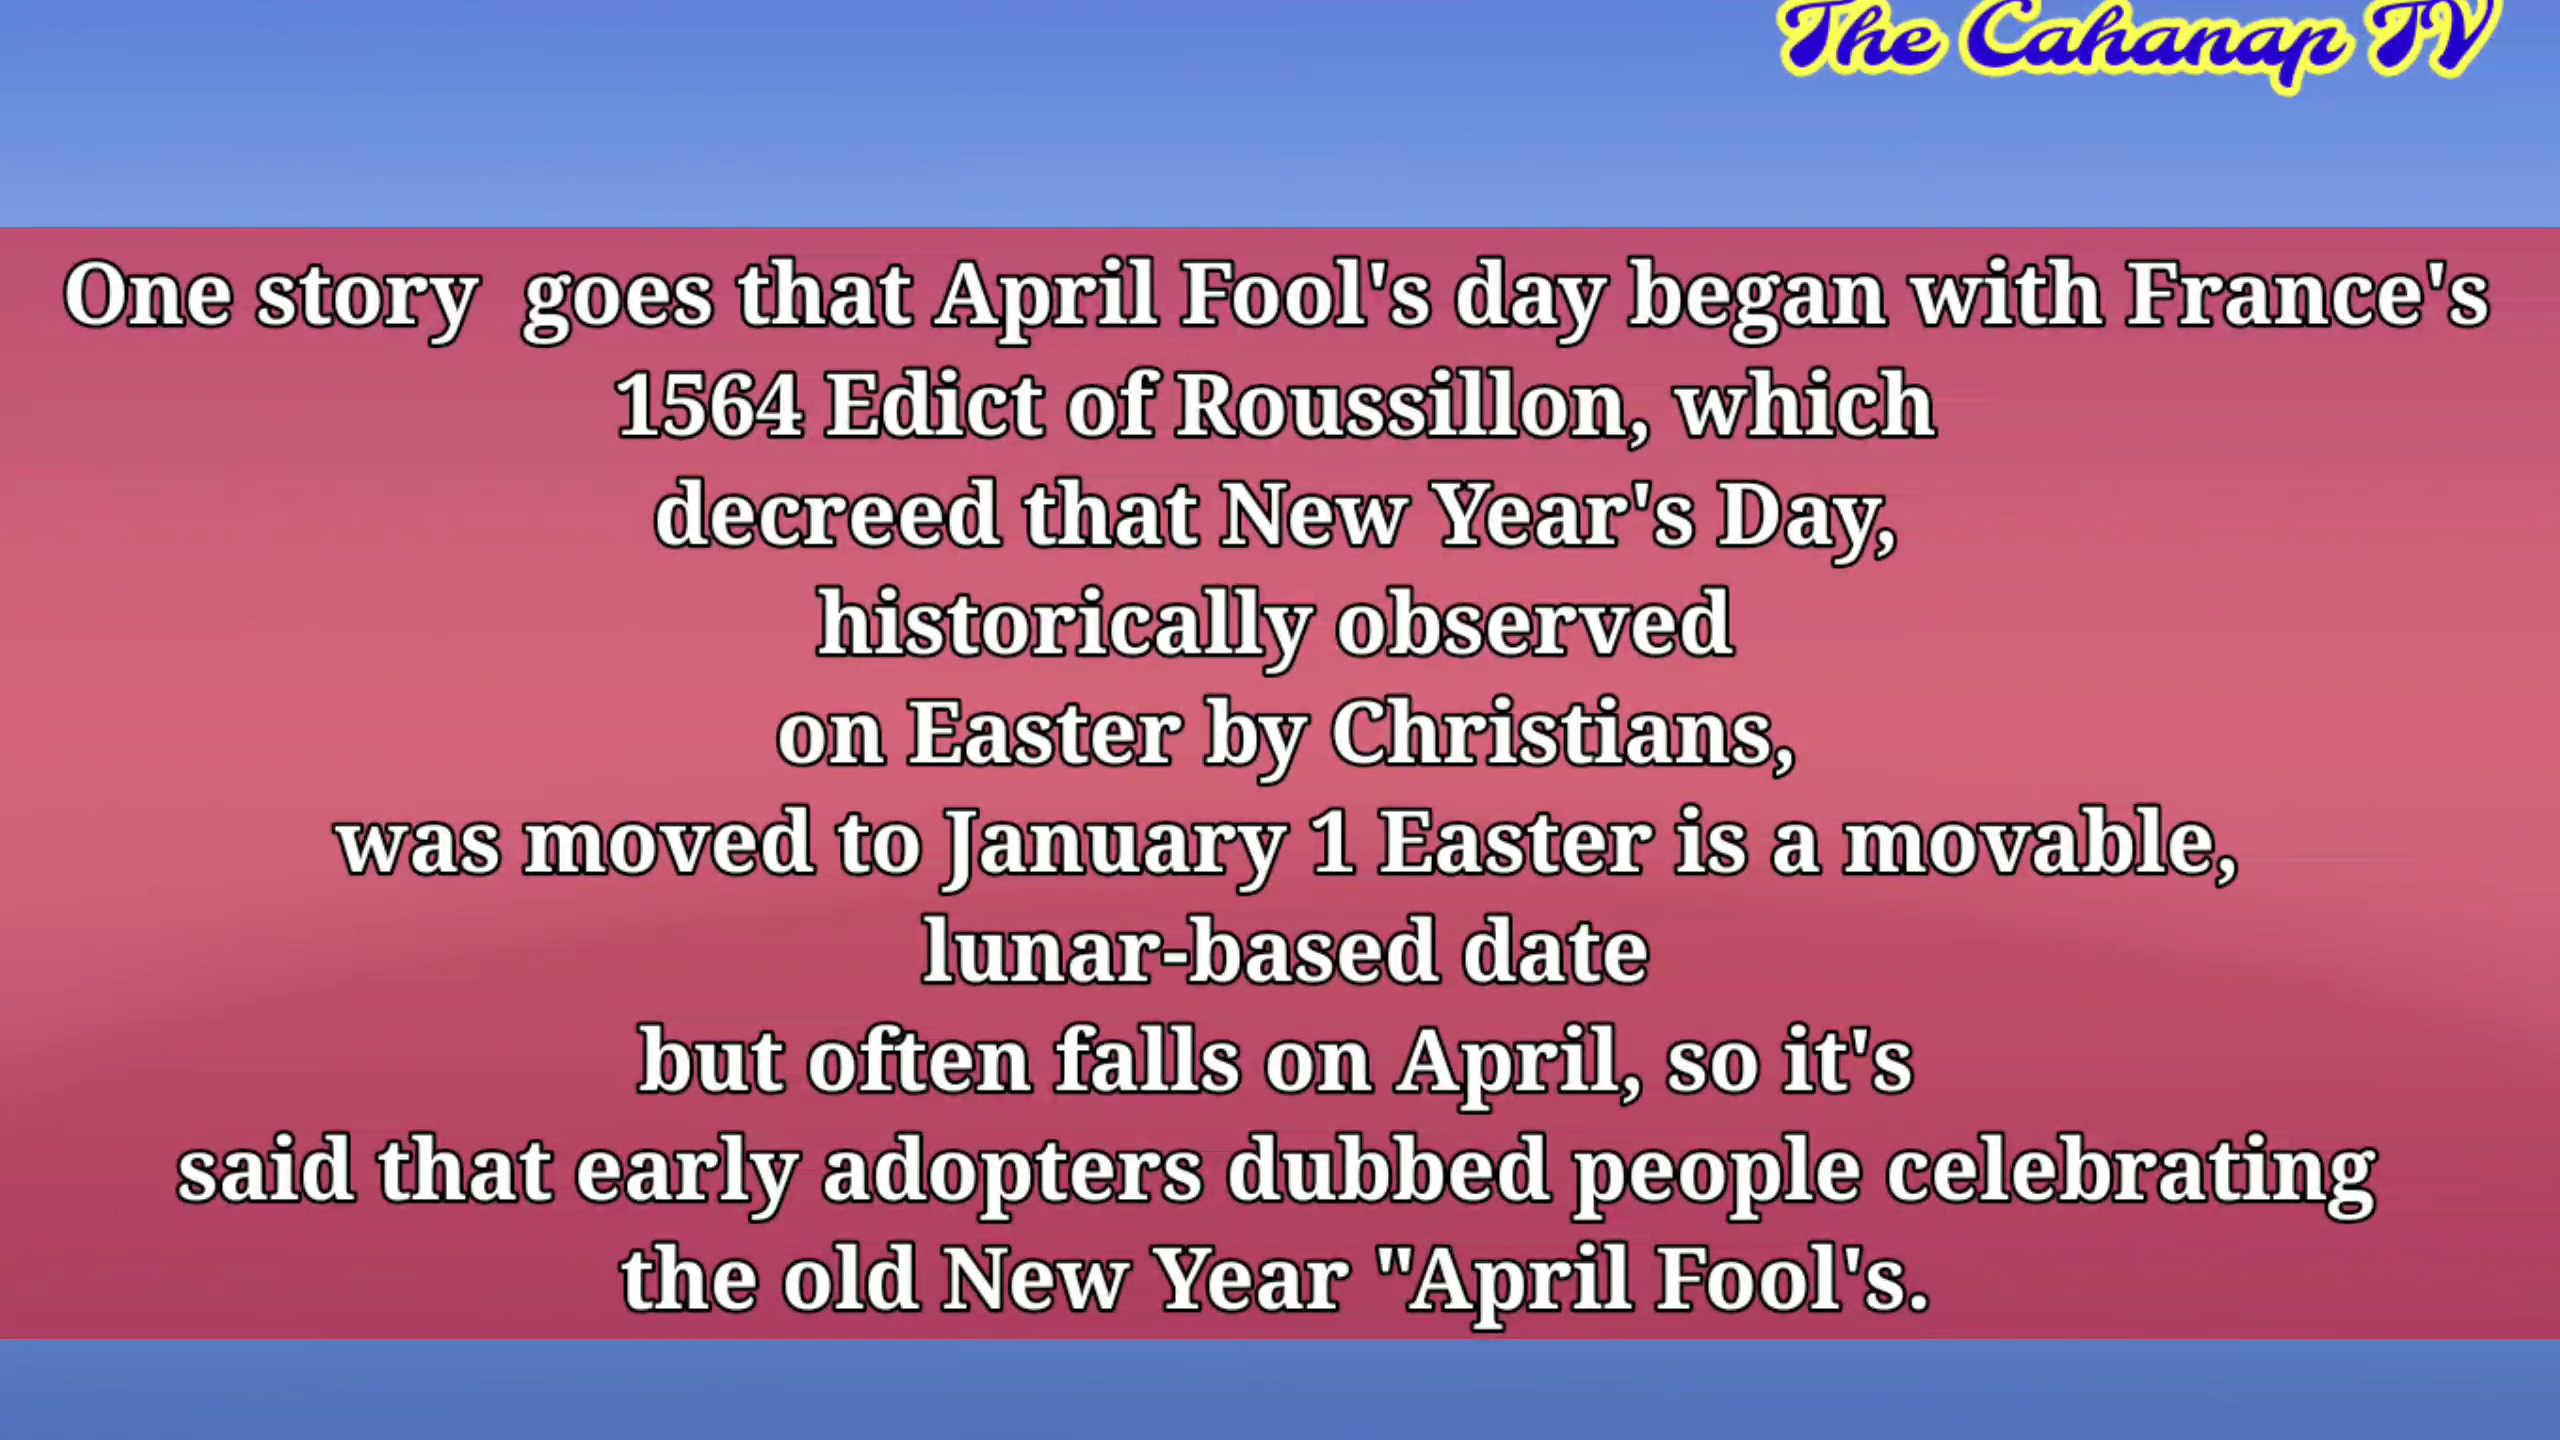 The Cahanap TV
One story  goes that April Fool's day began with France's
1564 Edict of Roussillon, which
decreed that New Year's Day,
historically observed
on Easter by Christians,
was moved to January 1 Easter is a movable,
lunar-based date
but often falls on April, so it's
said that early adopters dubbed people celebrating
the old New Year "April Fool's.